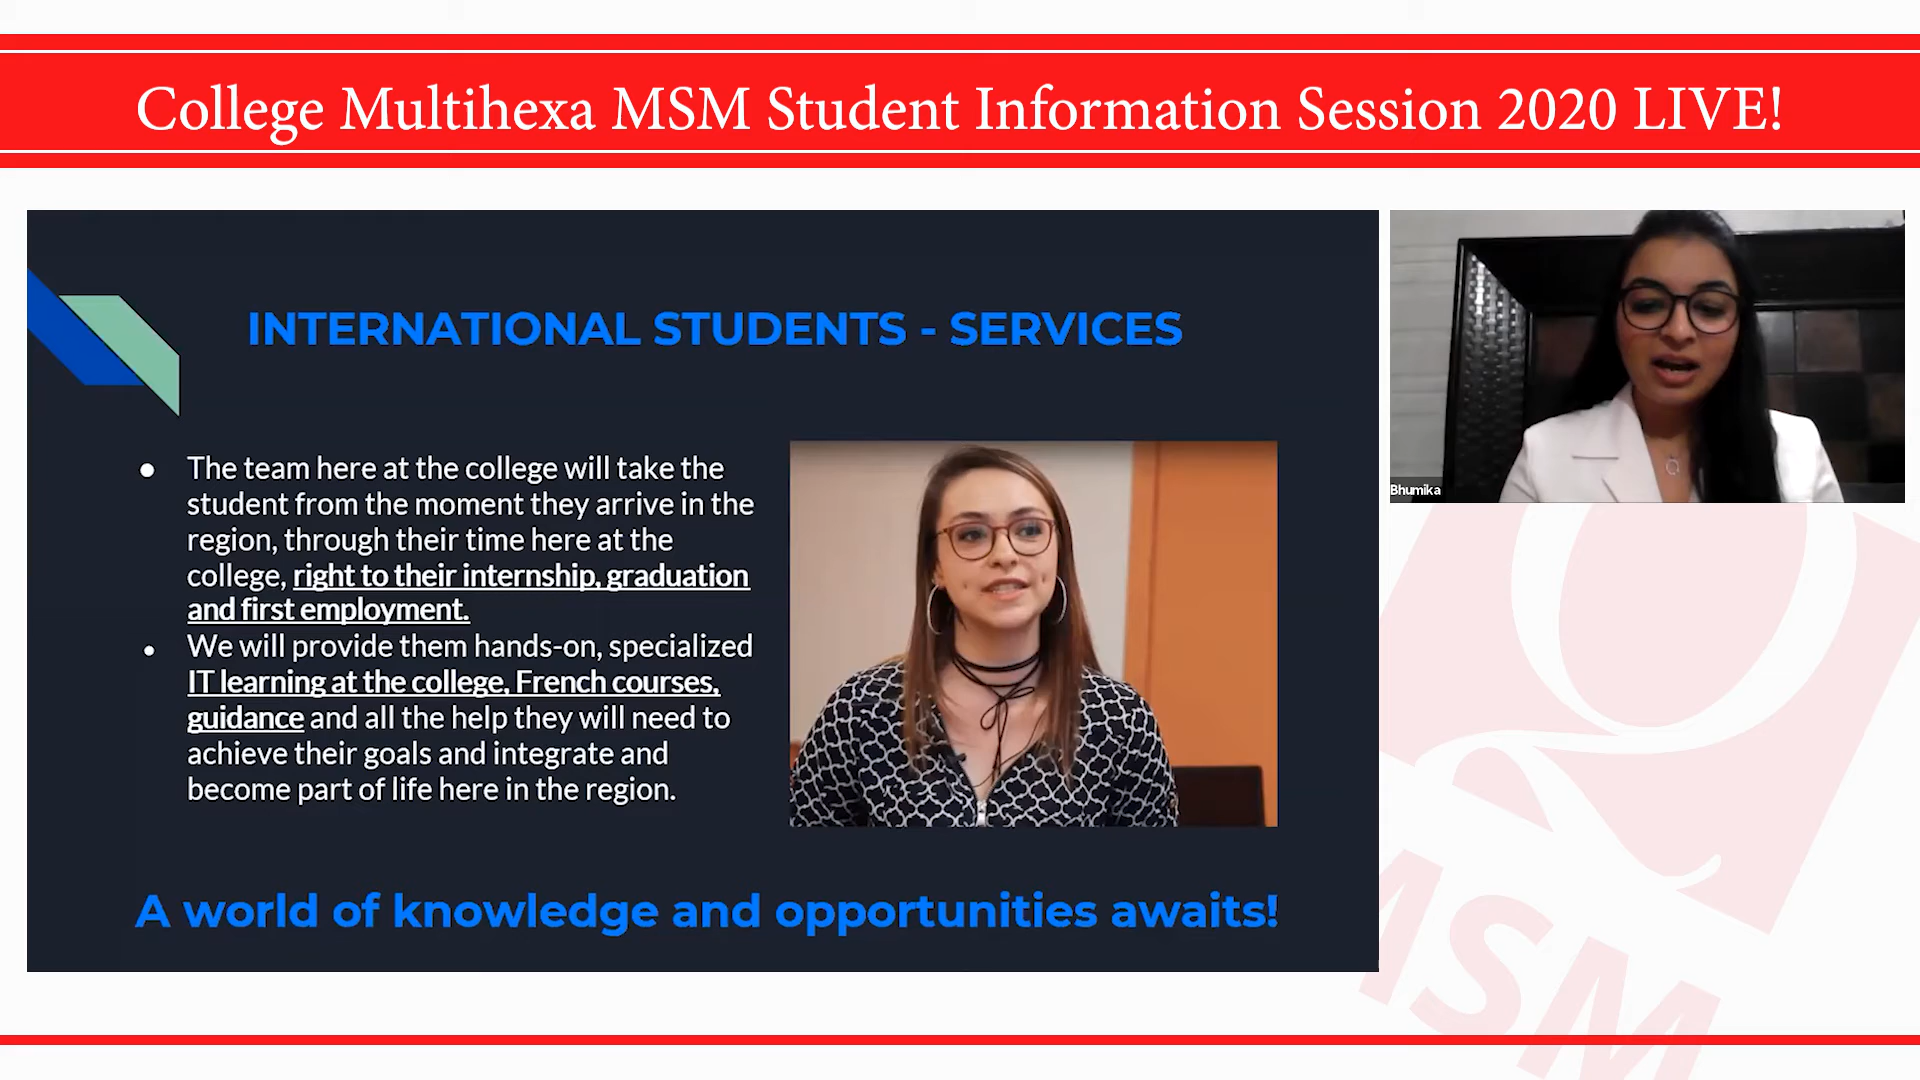 College Multihexa MSM Student Information Session 2020 LIVE!
INTERNATIONAL STUDENTS - SERVICES
● The team here at the college will take the
student from the moment they arrive in the
region, through their time here at the
college, right to their internship, graduation
and first employment.
● We will provide them hands-on, specialized
IT learning at the college, French courses,
guidance and all the help they will need to
achieve their goals and integrate and
become part of life here in the region.
A world of knowledge and opportunities awaits!
Bhumika
MSM